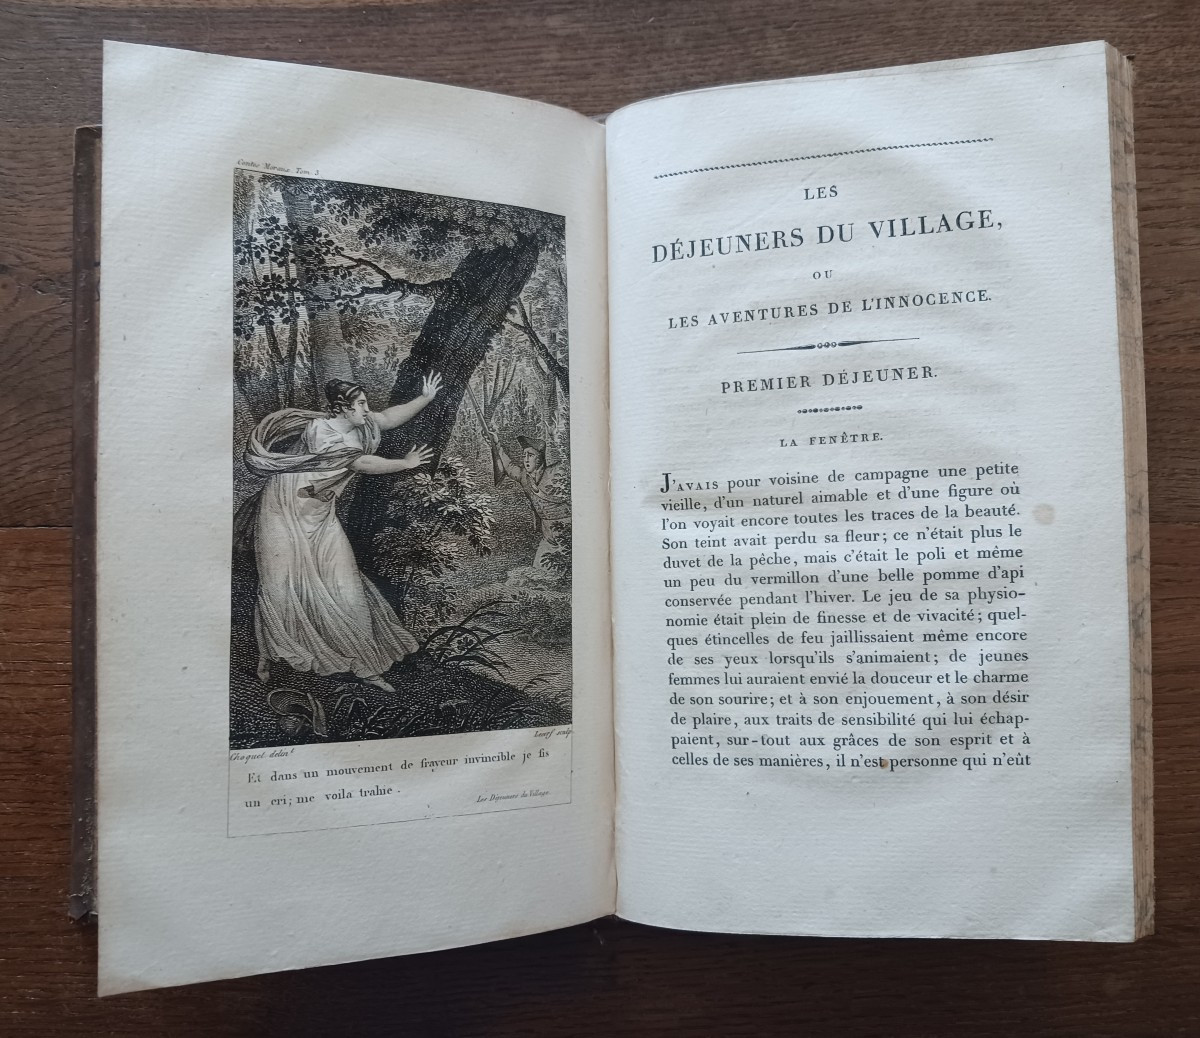 Contes Moraux Tom. 3
Choquet delin.t
sculp.
Et dans un mouvement de frayeur invincible je fis
un cri; me voila trahie.
Les Déjeuners du Village.
LES
DÉJEUNERS DU VILLAGE,
OU
LES AVENTURES DE L'INNOCENCE.
PREMIER DÉJEUNER.
LA FENÊTRE.
J'AVAIS pour voisine de campagne une petite
vieille, d'un naturel aimable et d'une figure où
l'on voyait encore toutes les traces de la beauté.
Son teint avait perdu sa fleur; ce n'était plus le
duvet de la pêche, mais c'était le poli et même
un peu du vermillon d'une belle pomme d'api
conservée pendant l'hiver. Le jeu de sa physio-
nomie était plein de finesse et de vivacité; quel-
ques étincelles de feu jaillissaient même encore
de ses yeux lorsqu'ils s'animaient; de jeunes
femmes lui auraient envié la douceur et le charme
de son sourire; et à son enjouement, à son désir
de plaire, aux traits de sensibilité qui lui échap-
paient, sur-tout aux grâces de son esprit et à
celles de ses manières, il n'est personne qui n'eût